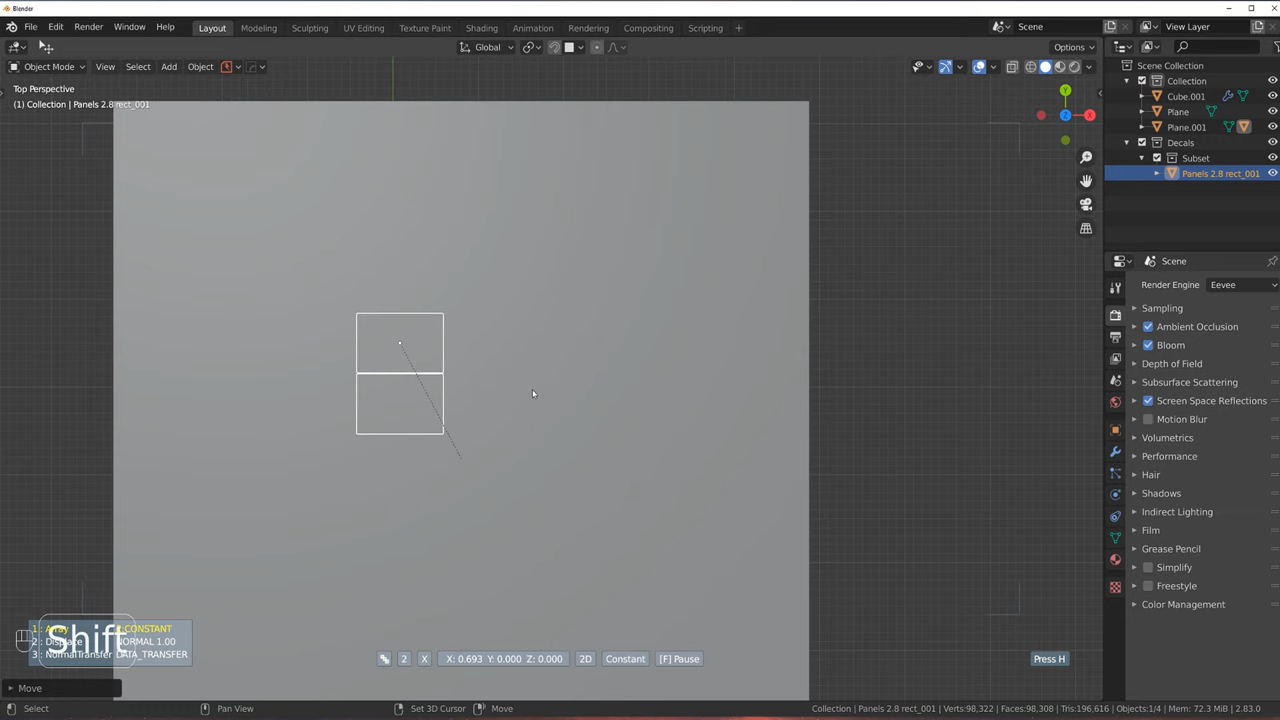 Blender
File Edit Render Window Help Layout Modeling Sculpting UV Editing Texture Paint Shading Animation Rendering Compositing Scripting Scene View Layer
Global Options
Object Mode View Select Add Object
Top Perspective
(1) Collection | Panels 2.8 rect_001
Y
Z
X
Scene Collection
Collection
Cube.001
Plane
Plane.001
Decals
Subset
Panels 2.8 rect_001
Scene
Render Engine Eevee
Sampling
Ambient Occlusion
Bloom
Depth of Field
Subsurface Scattering
Screen Space Reflections
Motion Blur
Volumetrics
Performance
Hair
Shadows
Indirect Lighting
Film
Grease Pencil
Simplify
Freestyle
Color Management
Shift
1 : Array CONSTANT
2 : Displace NORMAL 1.00
3 : NormalTransfer DATA_TRANSFER
2 X X: 0.693 Y: 0.000 Z: 0.000 2D Constant [F] Pause
Press H
Move
Select Pan View Set 3D Cursor Move Collection | Panels 2.8 rect_001 | Verts:98,322 | Faces:98,308 | Tris:196,616 | Objects:1/4 | Mem: 72.3 MiB | 2.83.0